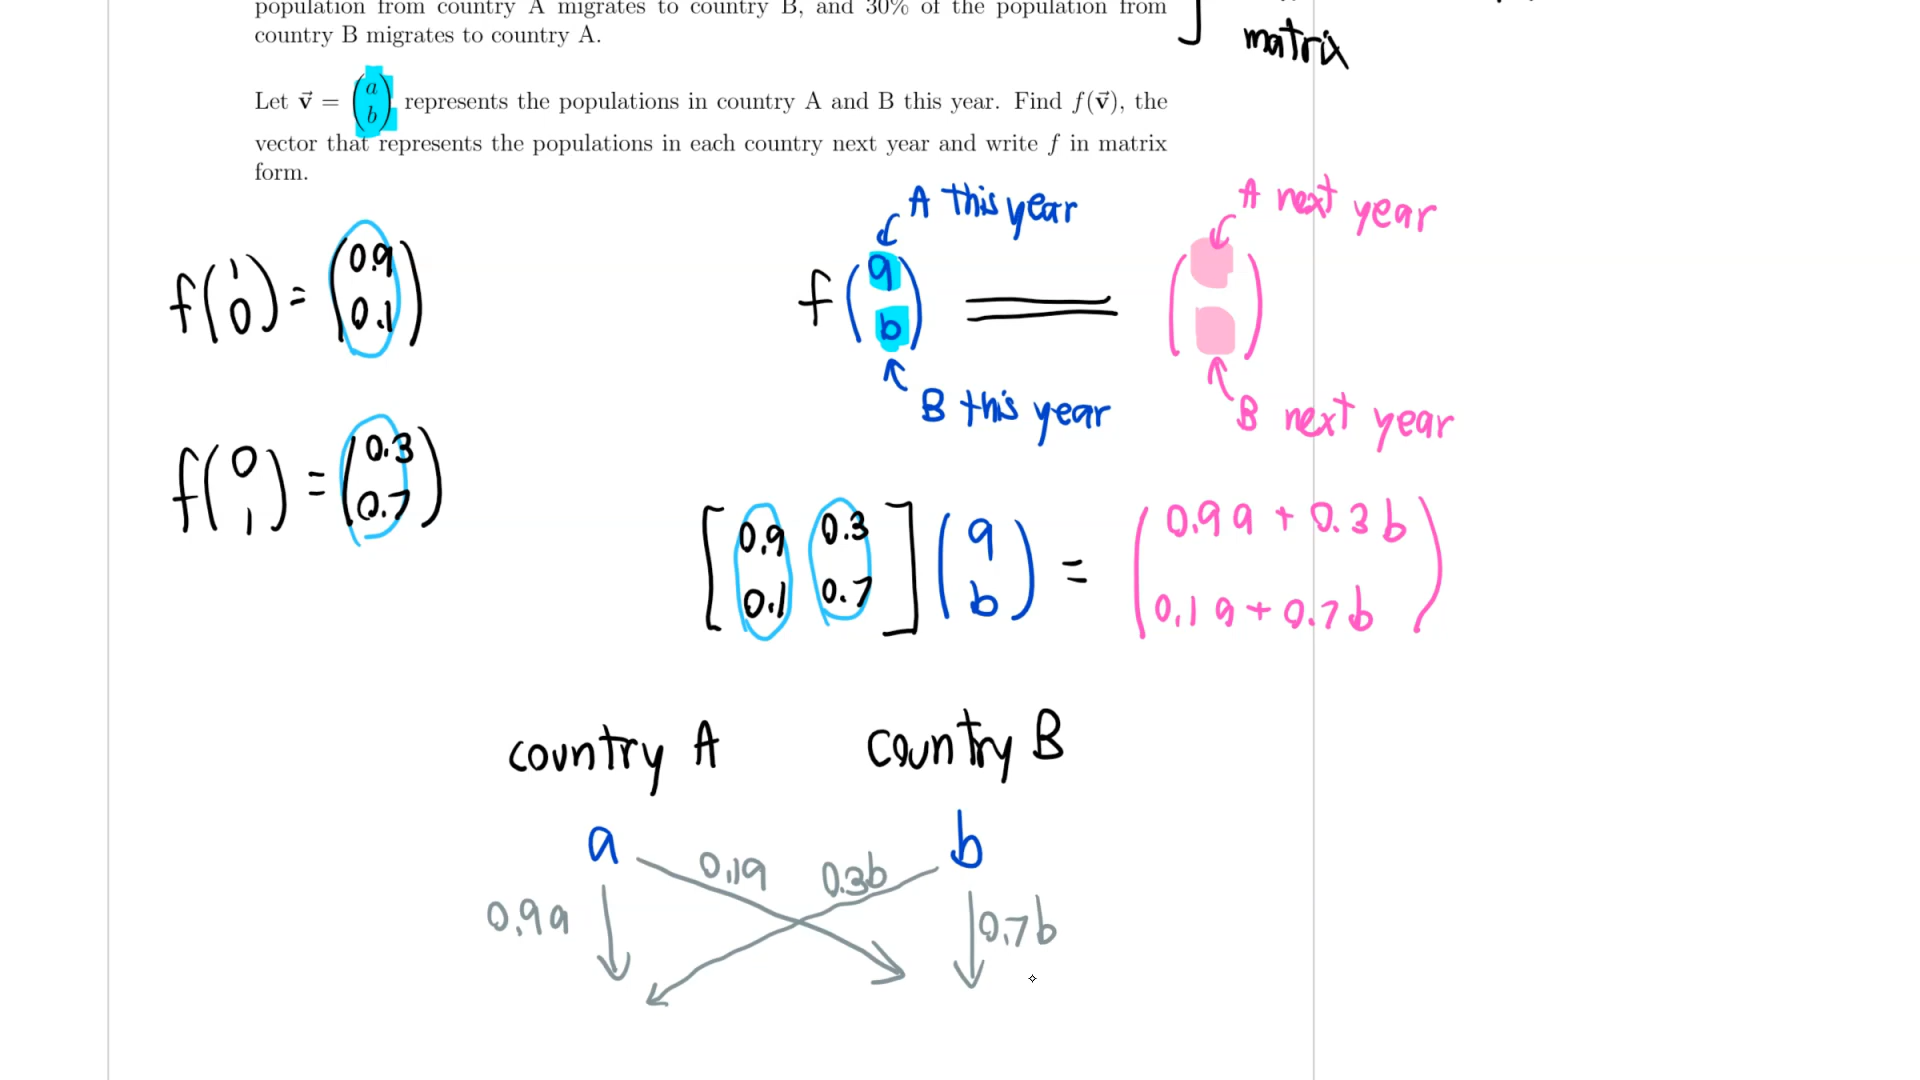 population from country A migrates to country B, and 30% of the population from
country B migrates to country A.
matrix
Let v⃗ = (a b) represents the populations in country A and B this year. Find f(v⃗), the
vector that represents the populations in each country next year and write f in matrix
form.
A this year
A next year
f(1 0) = (0.9 0.1)
f(a b) = ( )
B this year
B next year
f(0 1) = (0.3 0.7)
[0.9 0.3 0.1 0.7] (a b) = (0.9a + 0.3b 0.1a + 0.7b)
country A country B
a b
0.1a 0.3b
0.9a 0.7b